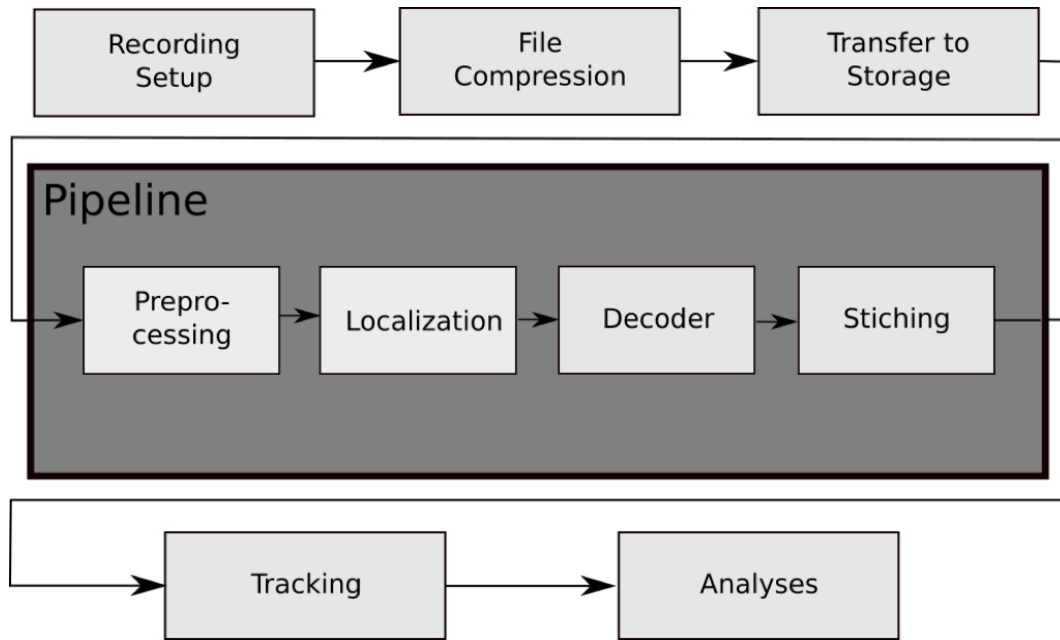 Recording
Setup
File
Compression
Transfer to
Storage
Pipeline
Prepro-
cessing
Localization
Decoder
Stiching
Tracking
Analyses